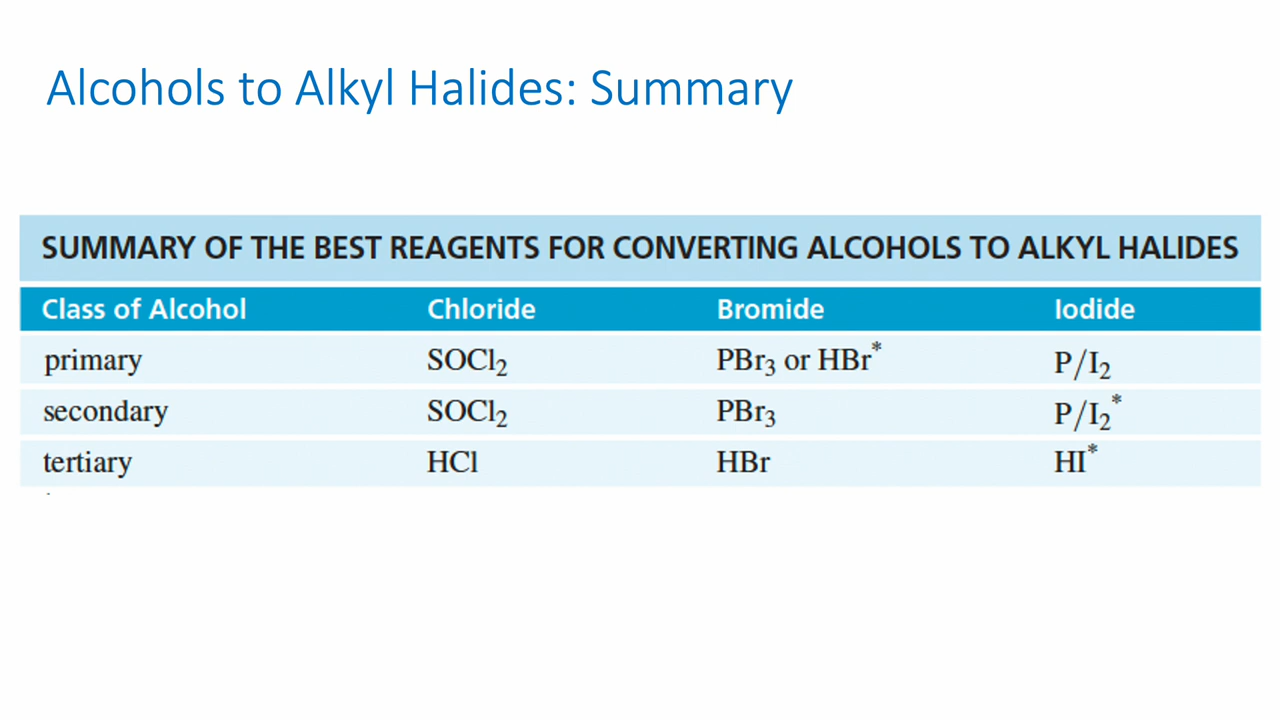 Alcohols to Alkyl Halides: Summary
SUMMARY OF THE BEST REAGENTS FOR CONVERTING ALCOHOLS TO ALKYL HALIDES
Class of Alcohol Chloride Bromide Iodide
primary SOCl₂ PBr₃ or HBr* P/I₂
secondary SOCl₂ PBr₃ P/I₂*
tertiary HCl HBr HI*